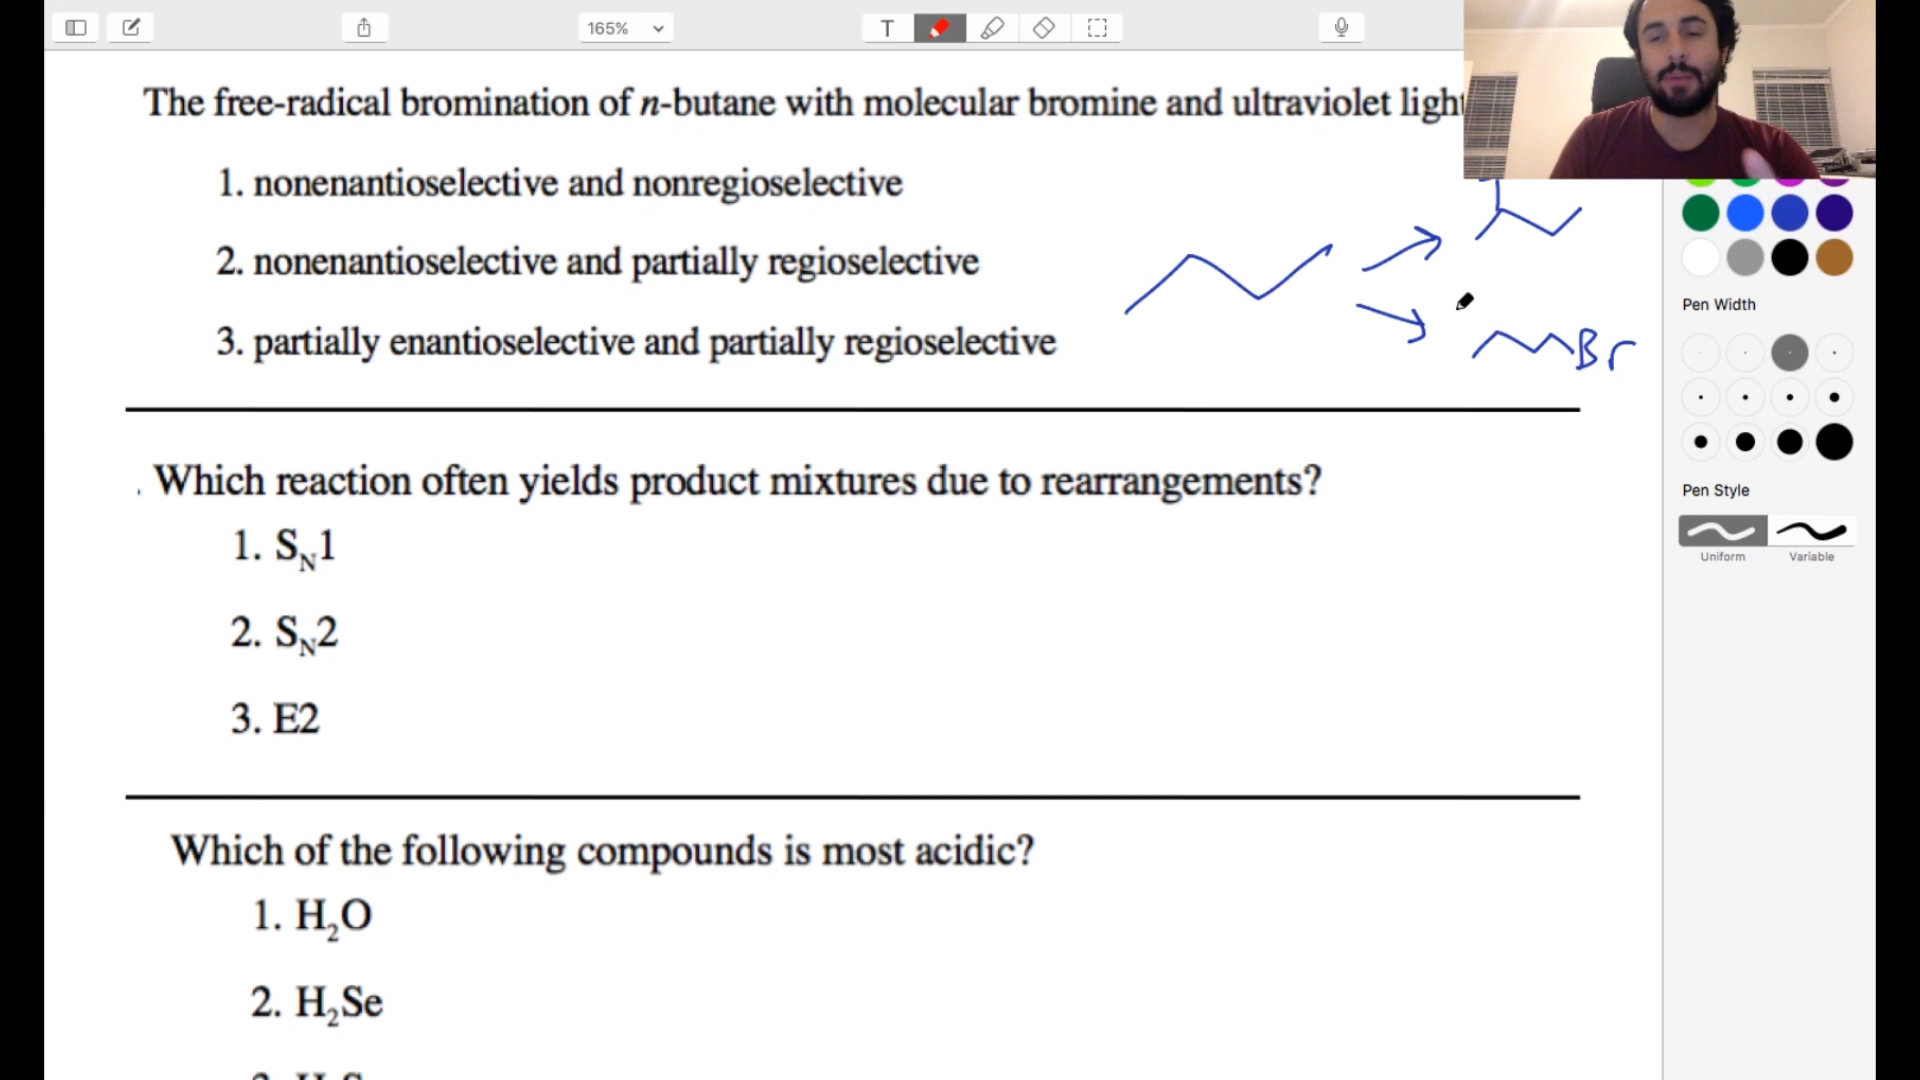 165%
T
The free-radical bromination of n-butane with molecular bromine and ultraviolet light
1. nonenantioselective and nonregioselective
2. nonenantioselective and partially regioselective
3. partially enantioselective and partially regioselective
Br
Pen Width
Pen Style
Uniform
Variable
. Which reaction often yields product mixtures due to rearrangements?
1. SN1
2. SN2
3. E2
Which of the following compounds is most acidic?
1. H2O
2. H2Se